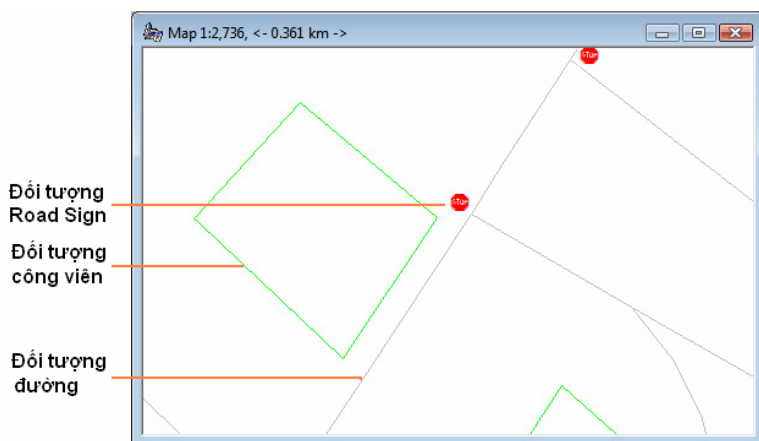 Map 1:2,736, <- 0.361 km ->
STOP
STOP
Đối tượng
Road Sign
Đối tượng
công viên
Đối tượng
đường